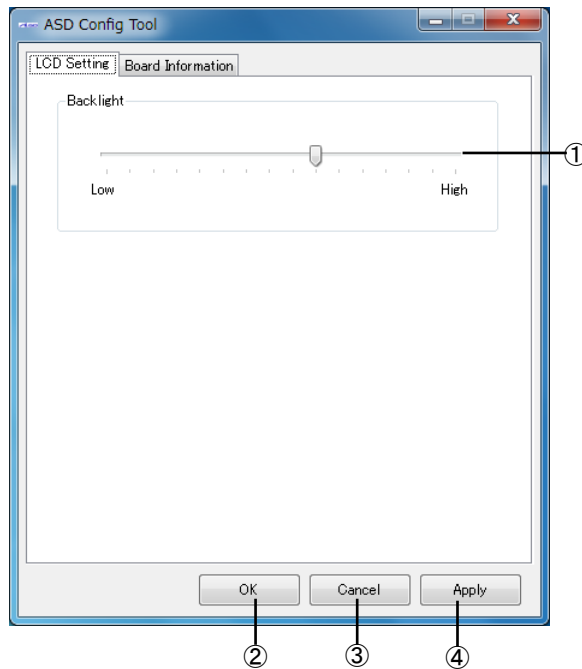 ASD Config Tool
LCD Setting Board Information
Backlight
①
Low High
OK Cancel Apply
② ③ ④